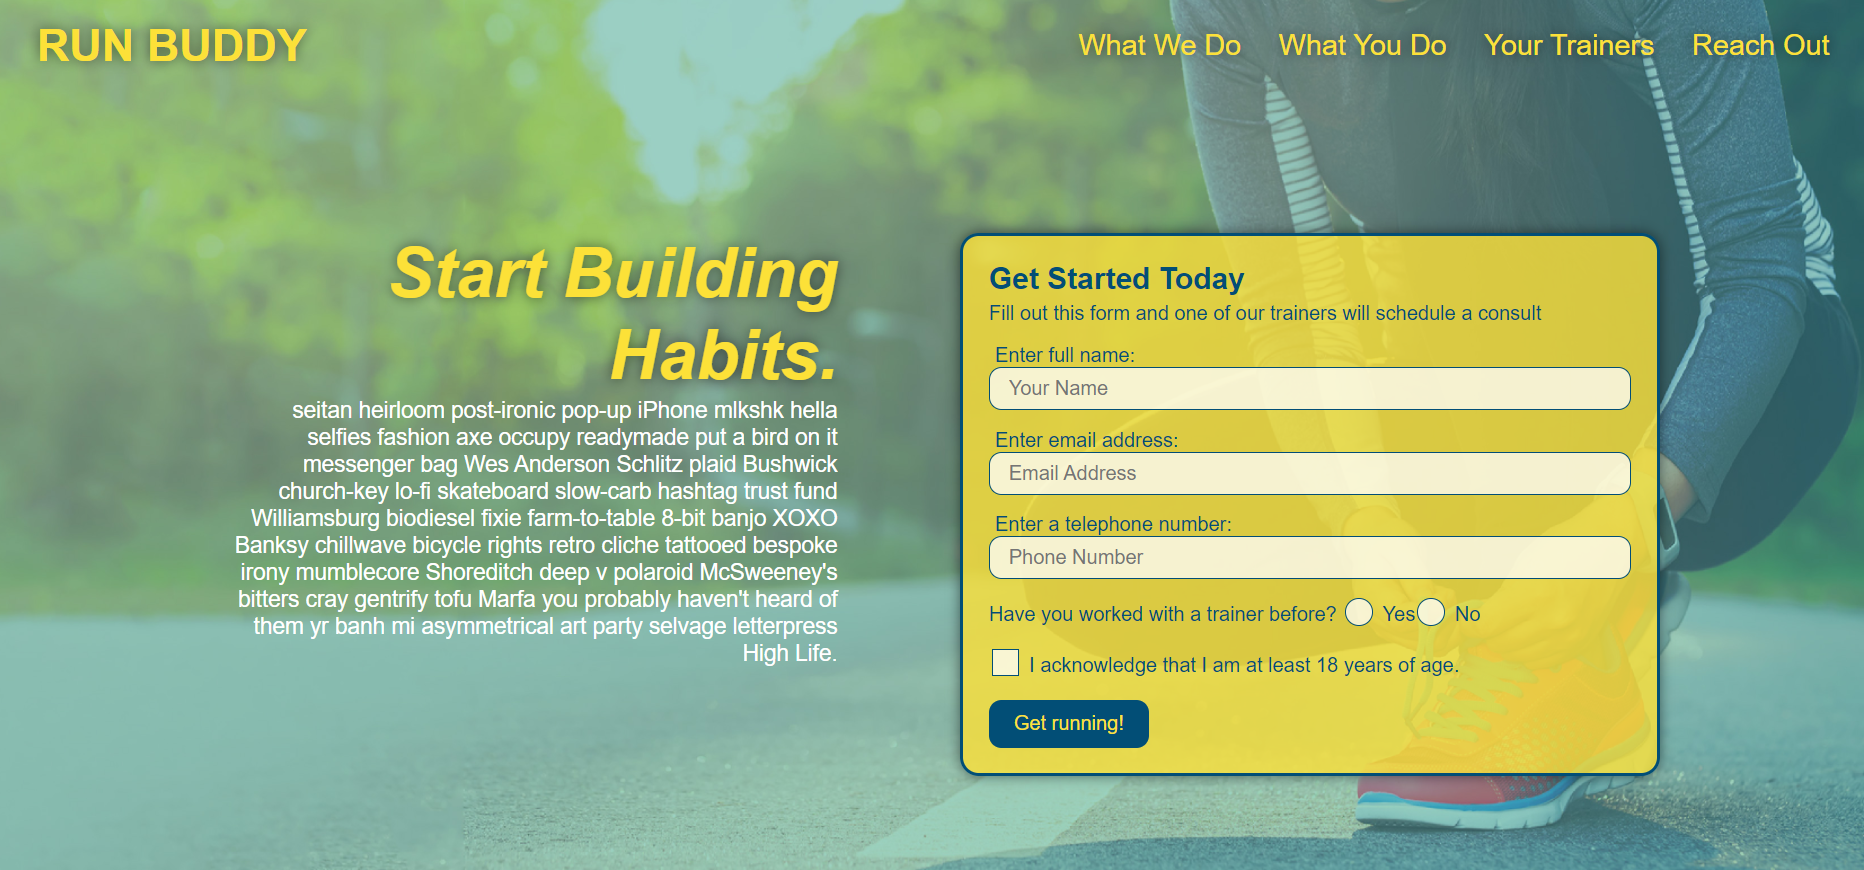 RUN BUDDY
What We Do What You Do Your Trainers Reach Out
Start Building
Habits.
seitan heirloom post-ironic pop-up iPhone mlkshk hella
selfies fashion axe occupy readymade put a bird on it
messenger bag Wes Anderson Schlitz plaid Bushwick
church-key lo-fi skateboard slow-carb hashtag trust fund
Williamsburg biodiesel fixie farm-to-table 8-bit banjo XOXO
Banksy chillwave bicycle rights retro cliche tattooed bespoke
irony mumblecore Shoreditch deep v polaroid McSweeney's
bitters cray gentrify tofu Marfa you probably haven't heard of
them yr banh mi asymmetrical art party selvage letterpress
High Life.
Get Started Today
Fill out this form and one of our trainers will schedule a consult
Enter full name:
Your Name
Enter email address:
Email Address
Enter a telephone number:
Phone Number
Have you worked with a trainer before? Yes No
I acknowledge that I am at least 18 years of age.
Get running!